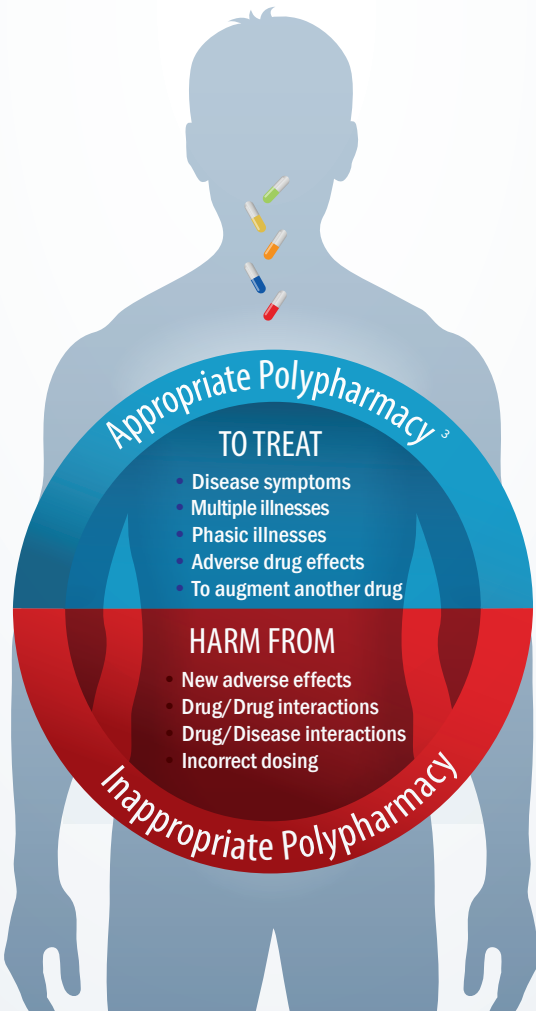 Appropriate Polypharmacy 3
TO TREAT
• Disease symptoms
• Multiple illnesses
• Phasic illnesses
• Adverse drug effects
• To augment another drug
HARM FROM
• New adverse effects
• Drug/Drug interactions
• Drug/Disease interactions
• Incorrect dosing
Inappropriate Polypharmacy